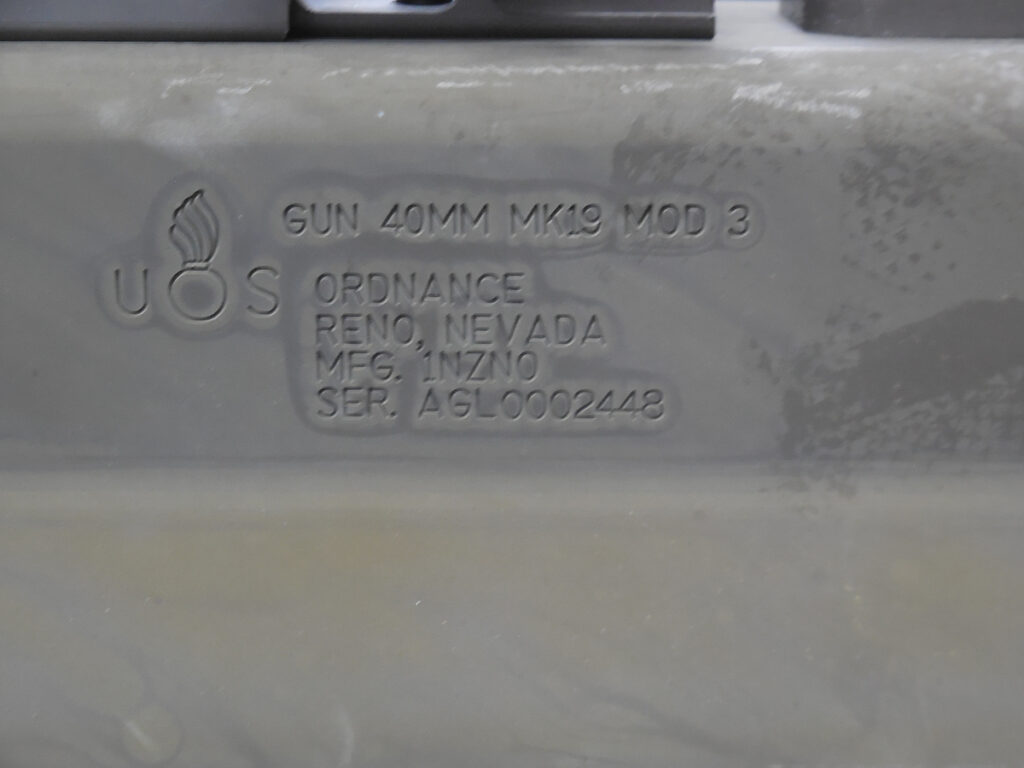 GUN 40MM MK19 MOD 3
U S ORDNANCE
RENO, NEVADA
MFG. 1NZN0
SER. AGL0002448